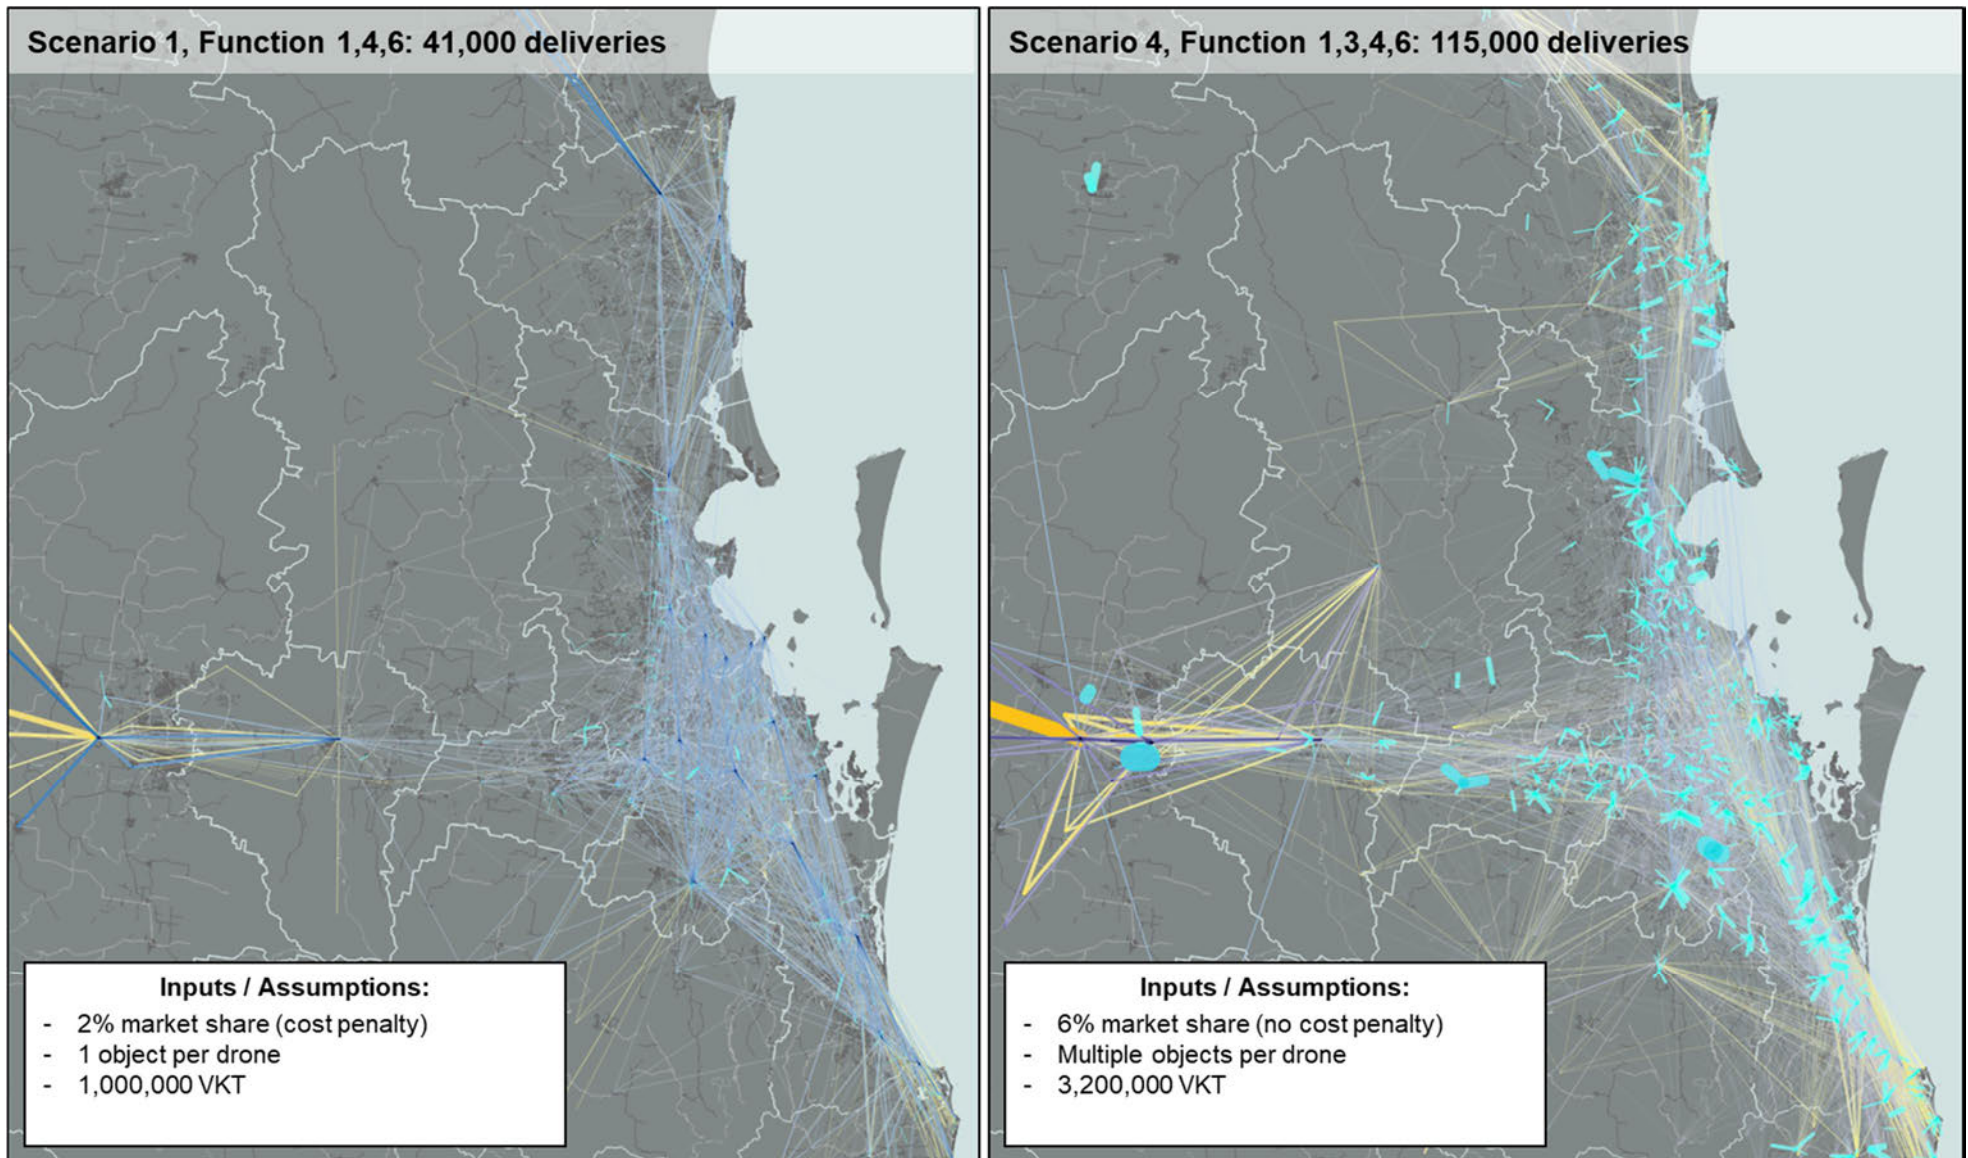 Scenario 1, Function 1,4,6: 41,000 deliveries
Inputs / Assumptions:
- 2% market share (cost penalty)
- 1 object per drone
- 1,000,000 VKT
Scenario 4, Function 1,3,4,6: 115,000 deliveries
Inputs / Assumptions:
- 6% market share (no cost penalty)
- Multiple objects per drone
- 3,200,000 VKT